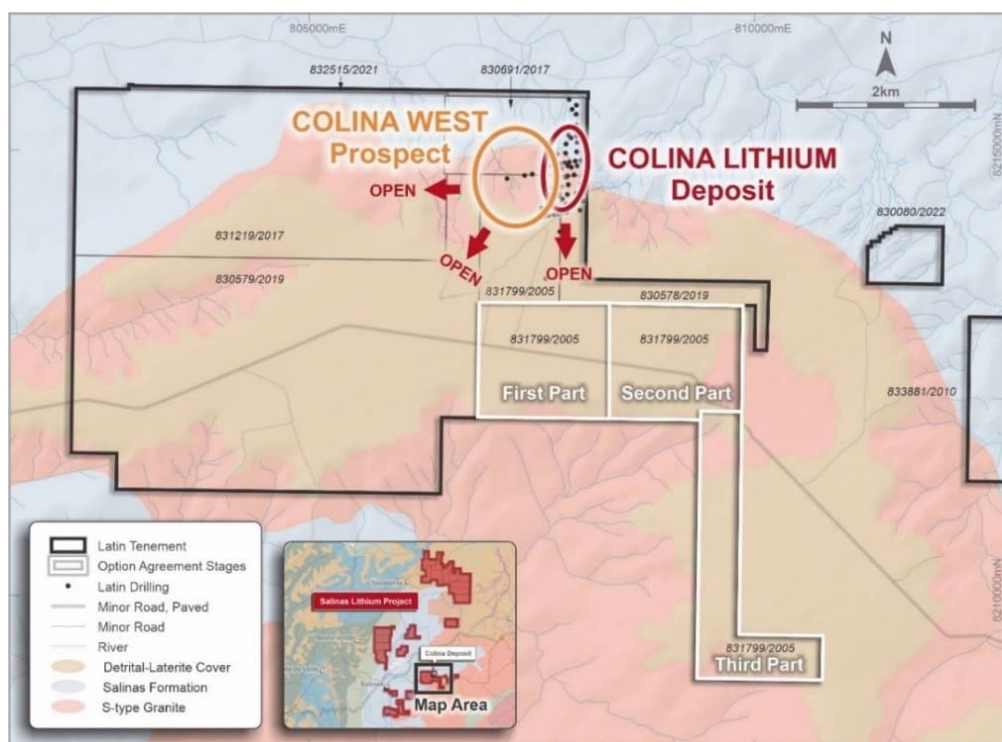 805000mE
810000mE
832515/2021
830691/2017
N
2km
8215000mN
COLINA WEST
Prospect
COLINA LITHIUM
Deposit
OPEN
OPEN
OPEN
830080/2022
831219/2017
830579/2019
831799/2005
830578/2019
831799/2005
831799/2005
First Part
Second Part
833881/2010
8210000mN
831799/2005
Third Part
Latin Tenement
Option Agreement Stages
Latin Drilling
Minor Road, Paved
Minor Road
River
Detrital-Laterite Cover
Salinas Formation
S-type Granite
Salinas Lithium Project
Colina Deposit
Map Area